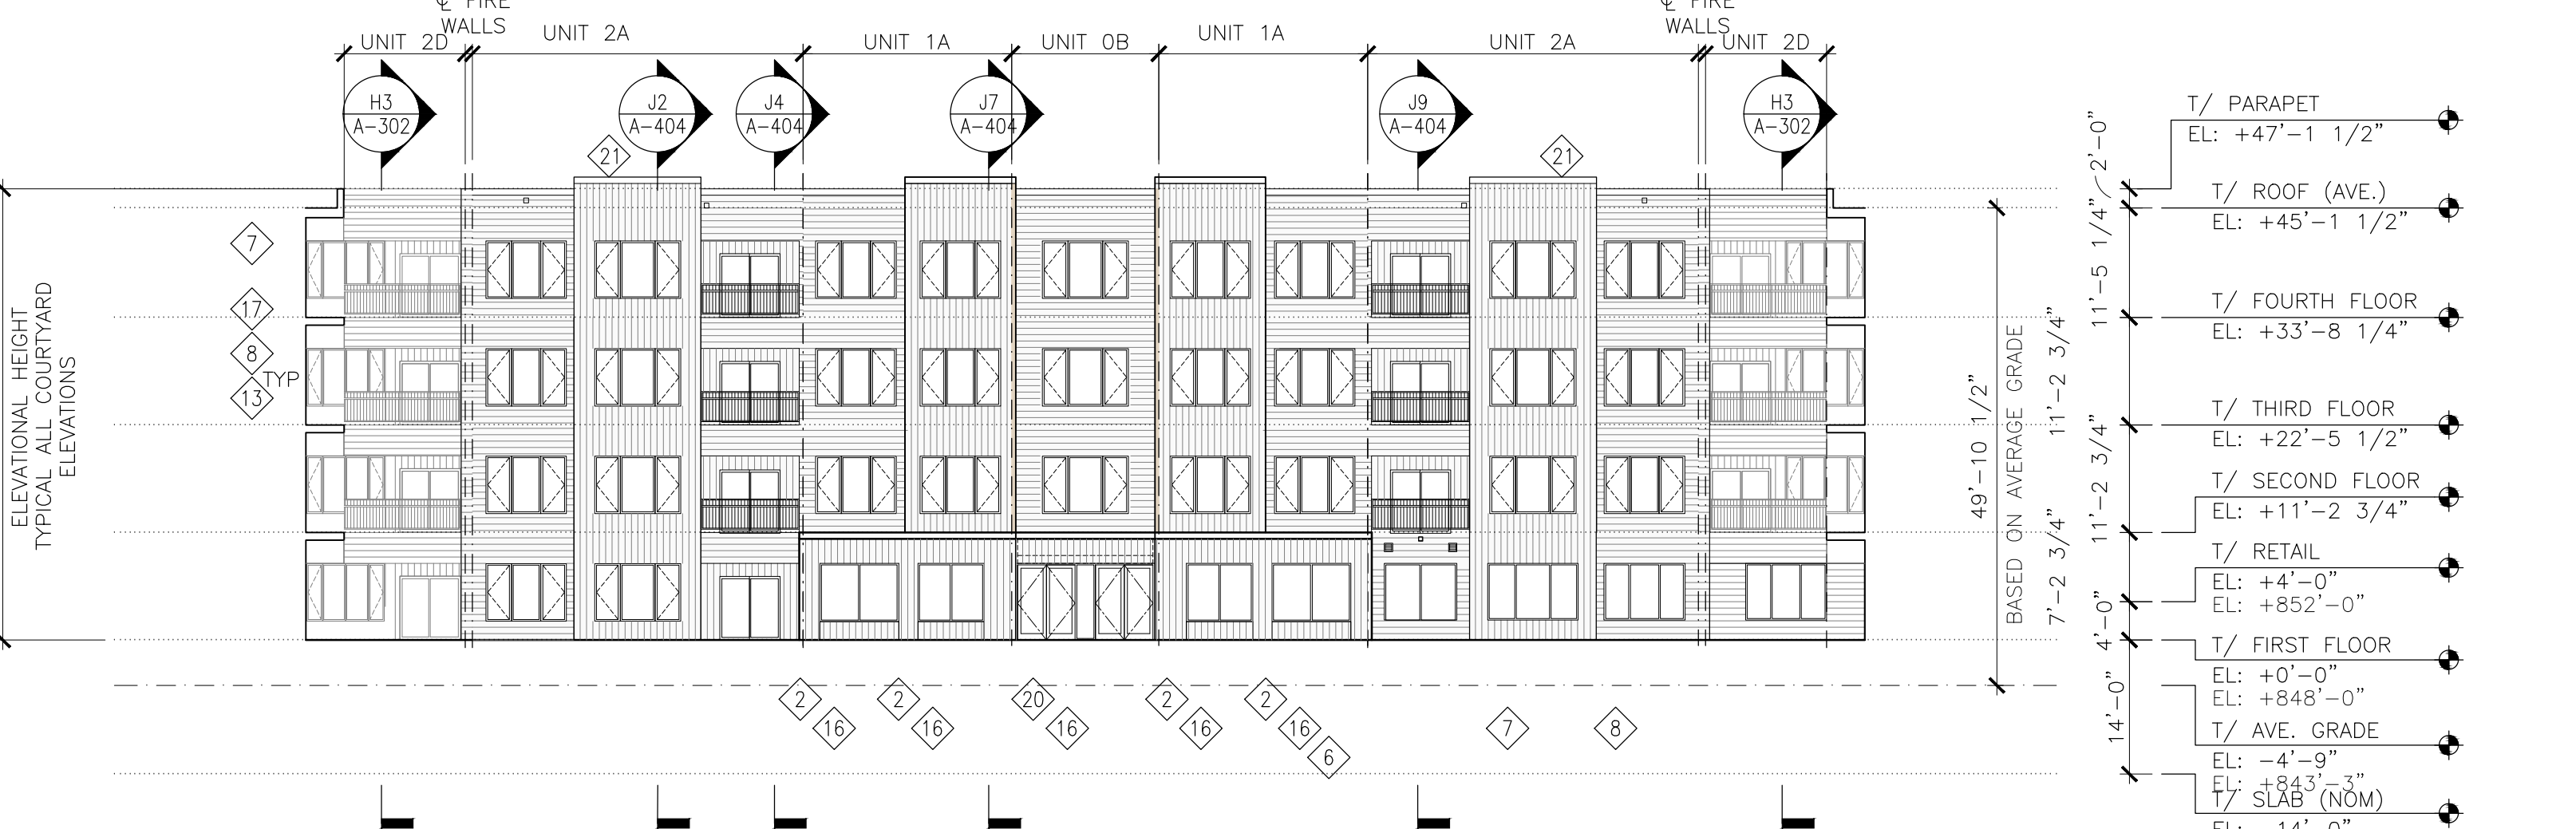 ℄ FIRE
WALLS
℄ FIRE
WALLS
UNIT 2D
UNIT 2A
UNIT 1A
UNIT 0B
UNIT 1A
UNIT 2A
UNIT 2D
H3
A-302
J2
A-404
J4
A-404
J7
A-404
J9
A-404
H3
A-302
21
21
7
17
8
13
TYP
ELEVATIONAL HEIGHT
TYPICAL ALL COURTYARD
ELEVATIONS
2
16
2
16
20
16
2
16
2
16
6
7
8
49'-10 1/2"
BASED ON AVERAGE GRADE
11'-2 3/4"
7'-2 3/4"
2'-0"
11'-5 1/4"
11'-2 3/4"
4'-0"
14'-0"
T/ PARAPET
EL: +47'-1 1/2"
T/ ROOF (AVE.)
EL: +45'-1 1/2"
T/ FOURTH FLOOR
EL: +33'-8 1/4"
T/ THIRD FLOOR
EL: +22'-5 1/2"
T/ SECOND FLOOR
EL: +11'-2 3/4"
T/ RETAIL
EL: +4'-0"
EL: +852'-0"
T/ FIRST FLOOR
EL: +0'-0"
EL: +848'-0"
T/ AVE. GRADE
EL: -4'-9"
EL: +843'-3"
T/ SLAB (NOM)
EL: -14'-0"